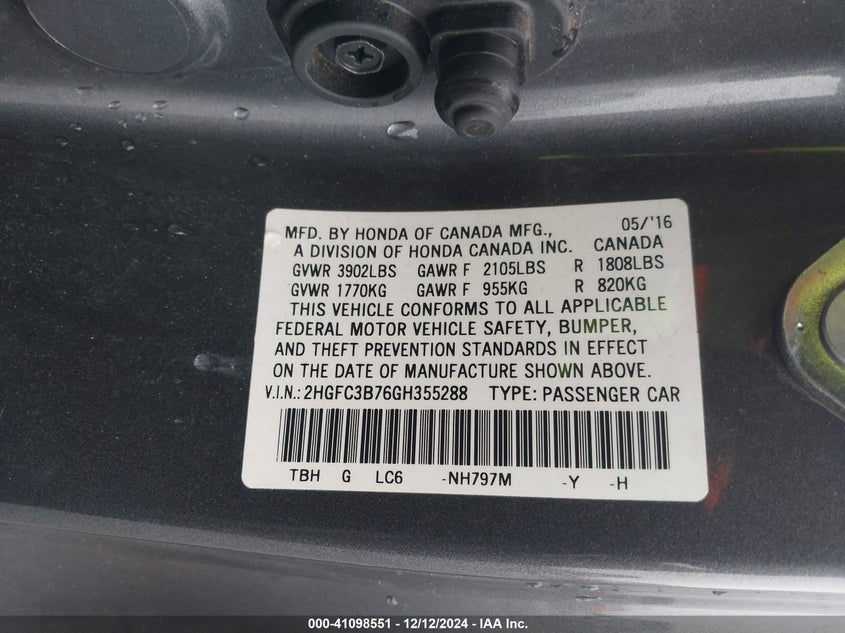 MFD. BY HONDA OF CANADA MFG., 05/'16
A DIVISION OF HONDA CANADA INC. CANADA
GVWR 3902LBS GAWR F 2105LBS R 1808LBS
GVWR 1770KG GAWR F 955KG R 820KG
THIS VEHICLE CONFORMS TO ALL APPLICABLE
FEDERAL MOTOR VEHICLE SAFETY, BUMPER,
AND THEFT PREVENTION STANDARDS IN EFFECT
ON THE DATE OF MANUFACTURE SHOWN ABOVE.
V.I.N.: 2HGFC3B76GH355288 TYPE: PASSENGER CAR
TBH G LC6 -NH797M -Y -H
000-41098551 — 12/12/2024 — IAA Inc.